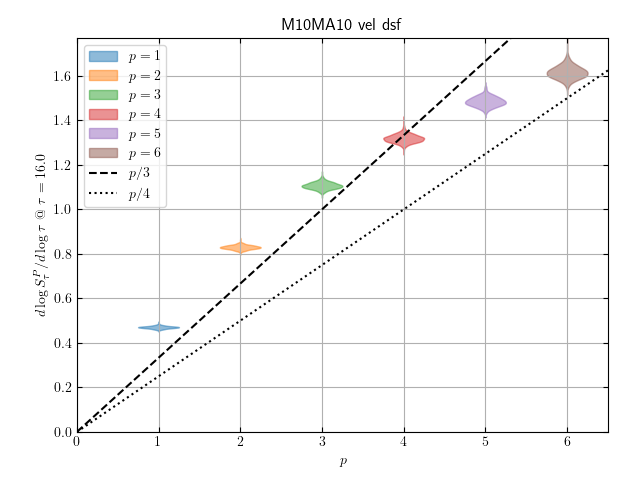 M10MA10 vel dsf
p = 1
p = 2
p = 3
p = 4
p = 5
p = 6
p/3
p/4
d log S_τ^P / d log τ @ τ = 16.0
1.6
1.4
1.2
1.0
0.8
0.6
0.4
0.2
0.0
0 1 2 3 4 5 6
p